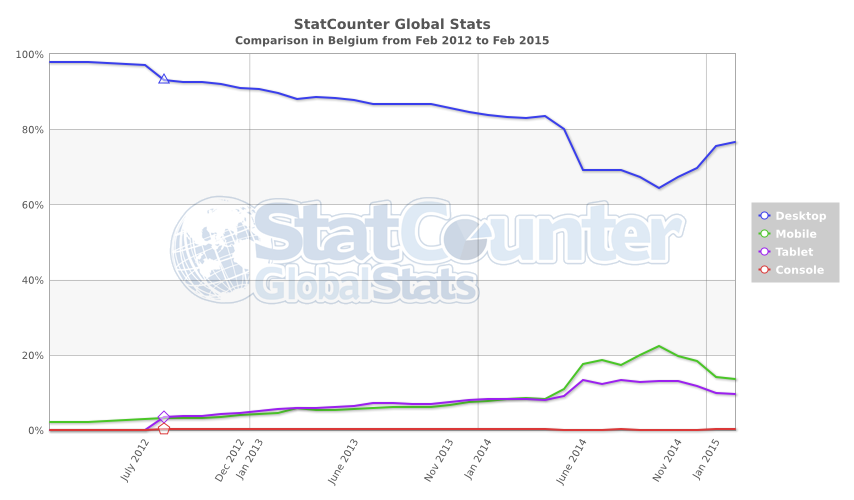 StatCounter Global Stats
Comparison in Belgium from Feb 2012 to Feb 2015
100%
80%
60%
40%
20%
0%
StatCounter
GlobalStats
Desktop
Mobile
Tablet
Console
July 2012
Dec 2012
Jan 2013
June 2013
Nov 2013
Jan 2014
June 2014
Nov 2014
Jan 2015